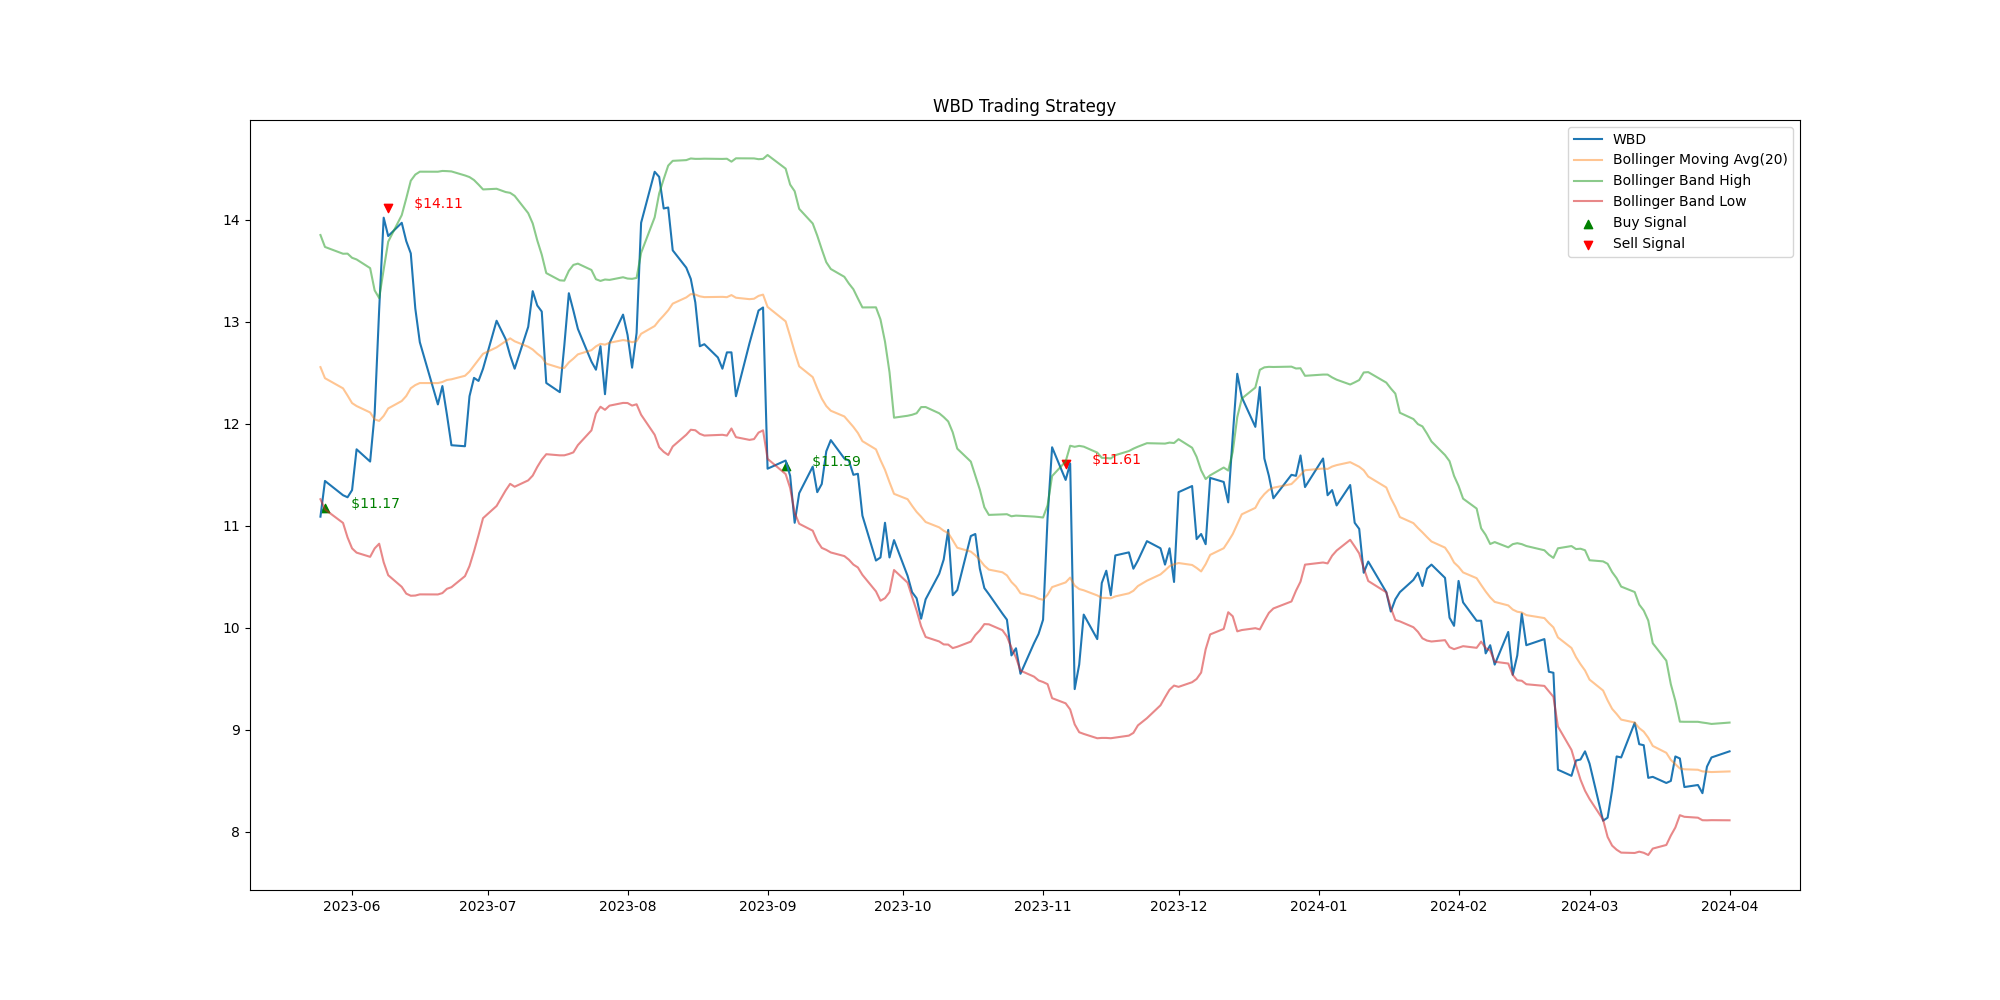 WBD Trading Strategy
WBD
Bollinger Moving Avg(20)
Bollinger Band High
Bollinger Band Low
Buy Signal
Sell Signal
$14.11
$11.17
$11.59
$11.61
14
13
12
11
10
9
8
2023-06 2023-07 2023-08 2023-09 2023-10 2023-11 2023-12 2024-01 2024-02 2024-03 2024-04